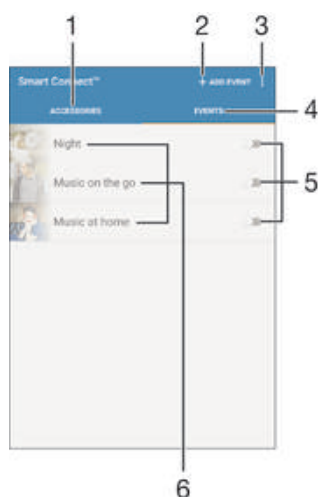 1 2 3
Smart Connect™ + ADD EVENT
ACCESSORIES EVENTS 4
Night
Music on the go 5
Music at home
6